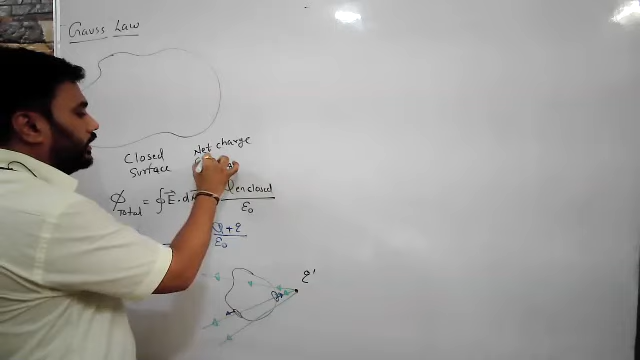 Gauss Law
Closed
Surface
Net charge
Φ Total = ∮ E⃗ . d Q enclosed
ε₀
Q + q
ε₀
q'